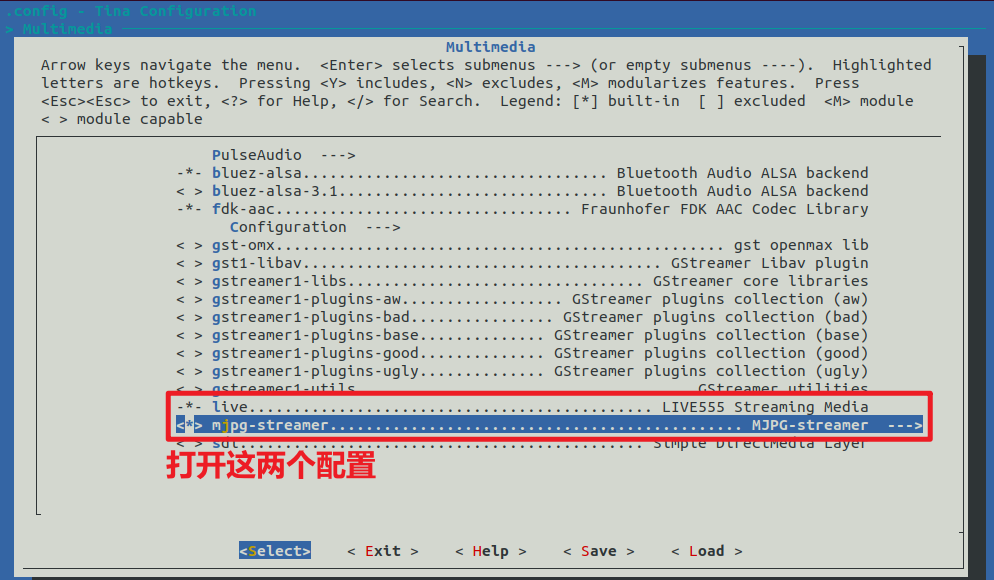 .config - Tina Configuration
> Multimedia
Multimedia
Arrow keys navigate the menu.  <Enter> selects submenus ---> (or empty submenus ----).  Highlighted
letters are hotkeys.  Pressing <Y> includes, <N> excludes, <M> modularizes features.  Press
<Esc><Esc> to exit, <?> for Help, </> for Search.  Legend: [*] built-in  [ ] excluded  <M> module
< > module capable
PulseAudio  --->
-*- bluez-alsa.................................. Bluetooth Audio ALSA backend
< > bluez-alsa-3.1.............................. Bluetooth Audio ALSA backend
-*- fdk-aac................................. Fraunhofer FDK AAC Codec Library
Configuration  --->
< > gst-omx.................................................. gst openmax lib
< > gst1-libav........................................ GStreamer Libav plugin
< > gstreamer1-libs................................. GStreamer core libraries
< > gstreamer1-plugins-aw.................. GStreamer plugins collection (aw)
< > gstreamer1-plugins-bad................ GStreamer plugins collection (bad)
< > gstreamer1-plugins-base.............. GStreamer plugins collection (base)
< > gstreamer1-plugins-good.............. GStreamer plugins collection (good)
< > gstreamer1-plugins-ugly.............. GStreamer plugins collection (ugly)
< > gstreamer1-utils...................................... GStreamer utilities
-*- live............................................. LIVE555 Streaming Media
<*> mjpg-streamer.............................................. MJPG-streamer  --->
< > sdl............................................. Simple DirectMedia Layer
打开这两个配置
<Select>    < Exit >    < Help >    < Save >    < Load >